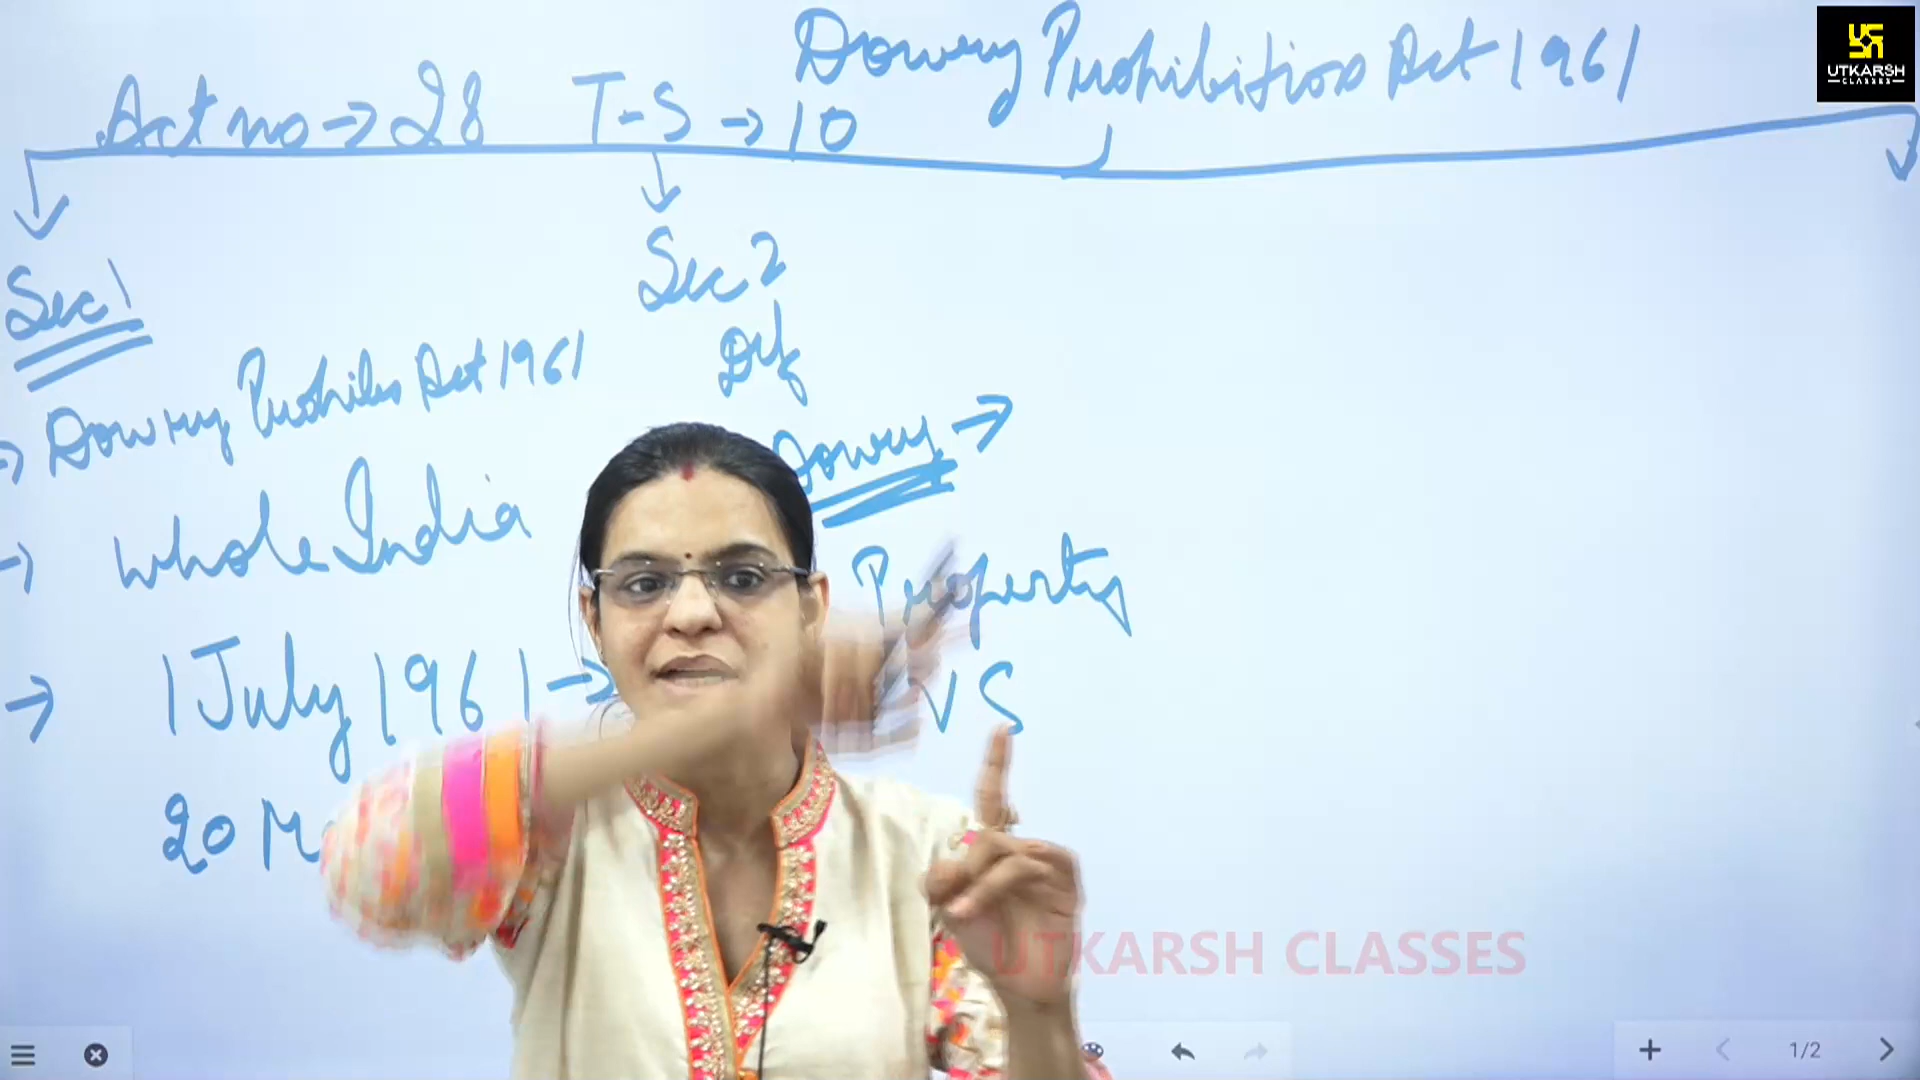 Dowry Prohibition Act 1961
Act no → 28 T-S → 10
Sec 1
→ Dowry Prohibi Act 1961
→ Whole India
→ 1 July 1961 →
20 M
Sec 2
Def
Dowry →
Property
VS
UTKARSH
CLASSES
UTKARSH CLASSES
1/2